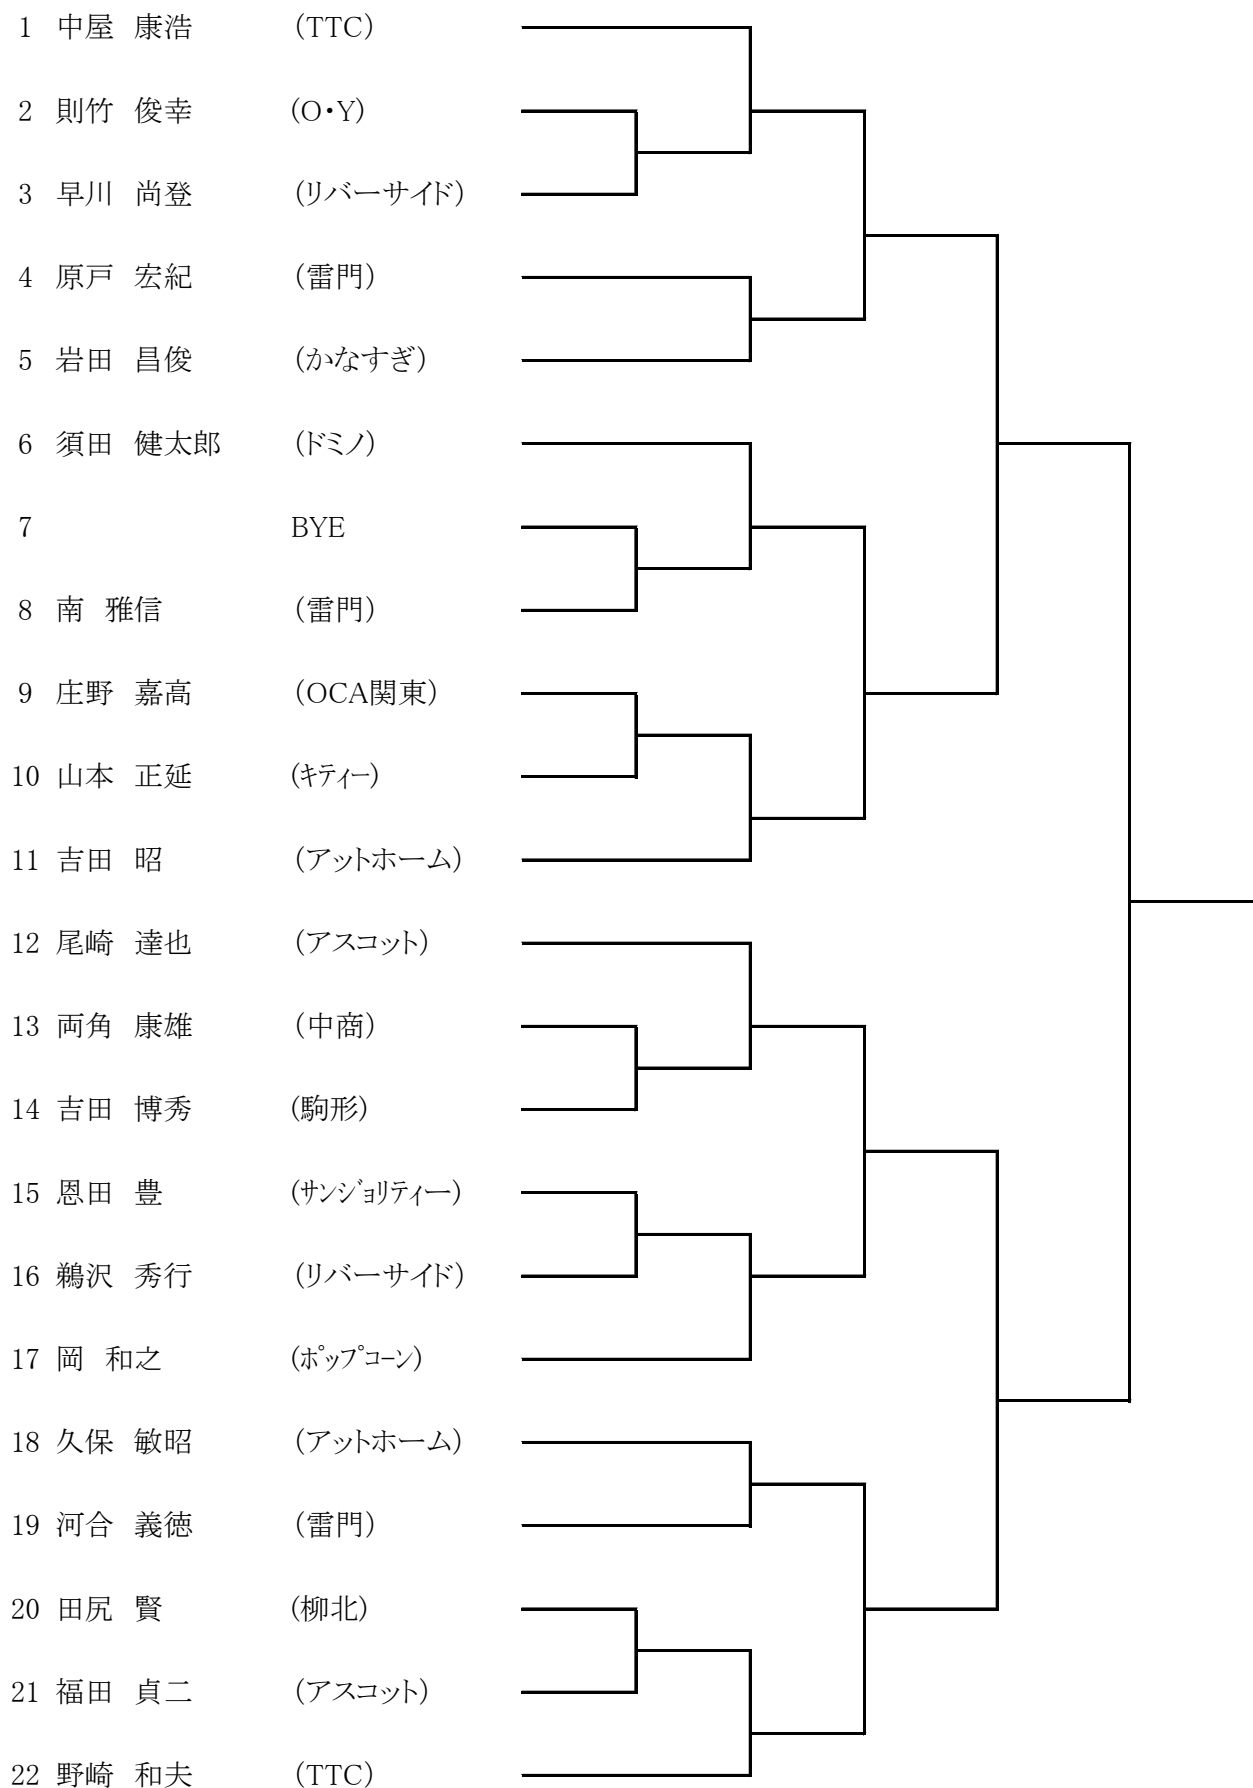 1 中屋 康浩 (TTC)
2 則竹 俊幸 (O・Y)
3 早川 尚登 (リバーサイド)
4 原戸 宏紀 (雷門)
5 岩田 昌俊 (かなすぎ)
6 須田 健太郎 (ドミノ)
7 BYE
8 南 雅信 (雷門)
9 庄野 嘉高 (OCA関東)
10 山本 正延 (ｷﾃｨｰ)
11 吉田 昭 (アットホーム)
12 尾崎 達也 (アスコット)
13 両角 康雄 (中商)
14 吉田 博秀 (駒形)
15 恩田 豊 (ｻﾝｼﾞｮﾘﾃｨｰ)
16 鵜沢 秀行 (リバーサイド)
17 岡 和之 (ﾎﾟｯﾌﾟｺｰﾝ)
18 久保 敏昭 (アットホーム)
19 河合 義徳 (雷門)
20 田尻 賢 (柳北)
21 福田 貞二 (アスコット)
22 野崎 和夫 (TTC)